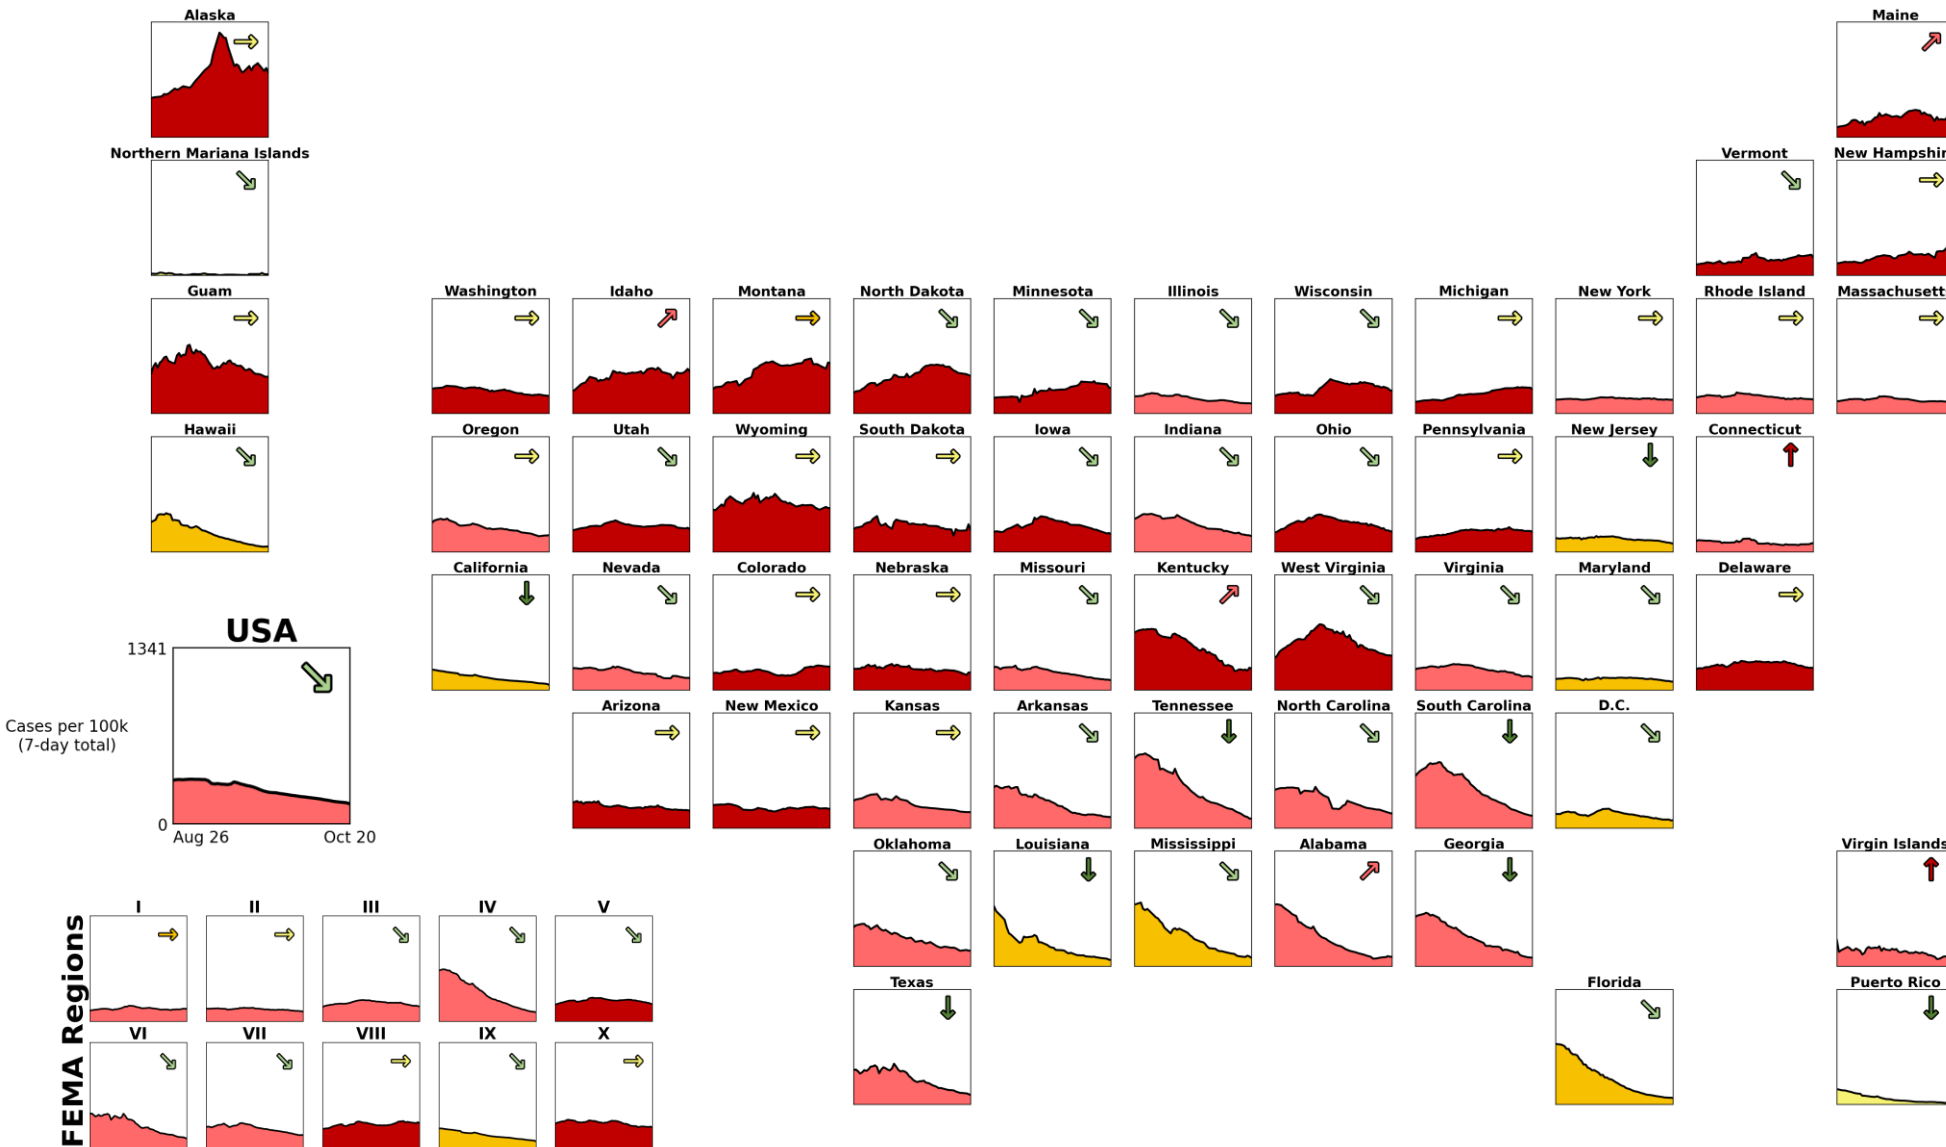 Alaska
Maine
Northern Mariana Islands
Vermont
New Hampshir
Guam
Washington
Idaho
Montana
North Dakota
Minnesota
Illinois
Wisconsin
Michigan
New York
Rhode Island
Massachusett
Hawaii
Oregon
Utah
Wyoming
South Dakota
Iowa
Indiana
Ohio
Pennsylvania
New Jersey
Connecticut
California
Nevada
Colorado
Nebraska
Missouri
Kentucky
West Virginia
Virginia
Maryland
Delaware
USA
1341
Cases per 100k
(7-day total)
0
Aug 26
Oct 20
Arizona
New Mexico
Kansas
Arkansas
Tennessee
North Carolina
South Carolina
D.C.
Oklahoma
Louisiana
Mississippi
Alabama
Georgia
Virgin Islands
Texas
Florida
Puerto Rico
FEMA Regions
I
II
III
IV
V
VI
VII
VIII
IX
X